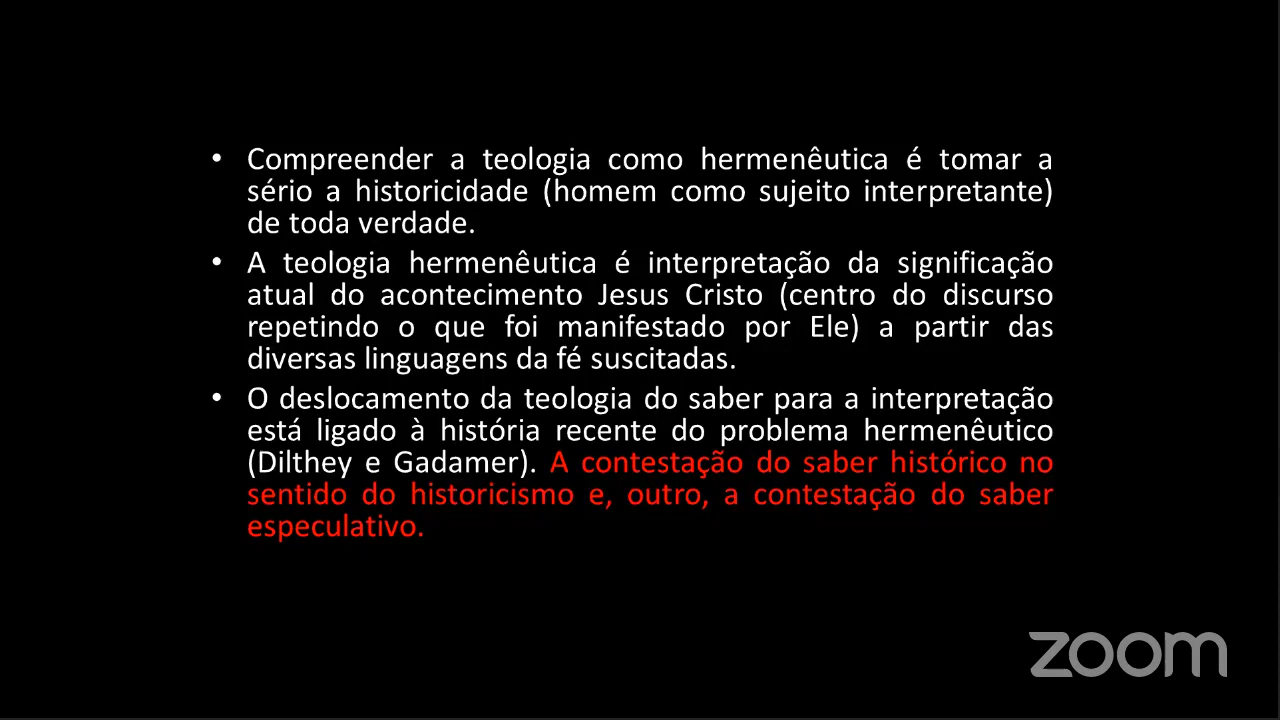 • Compreender a teologia como hermenêutica é tomar a
sério a historicidade (homem como sujeito interpretante)
de toda verdade.
• A teologia hermenêutica é interpretação da significação
atual do acontecimento Jesus Cristo (centro do discurso
repetindo o que foi manifestado por Ele) a partir das
diversas linguagens da fé suscitadas.
• O deslocamento da teologia do saber para a interpretação
está ligado à história recente do problema hermenêutico
(Dilthey e Gadamer). A contestação do saber histórico no
sentido do historicismo e, outro, a contestação do saber
especulativo.
zoom